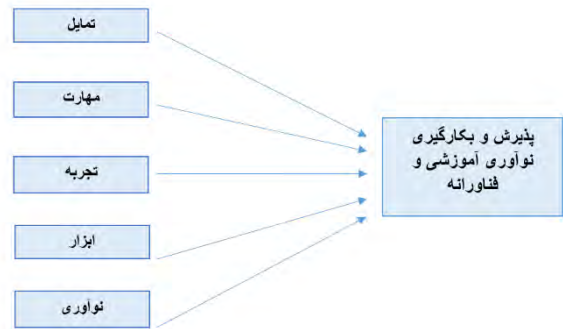 تمایل
مهارت
تجربه
ابزار
نوآوری
پذیرش و بکارگیری
نوآوری آموزشی و
فناورانه